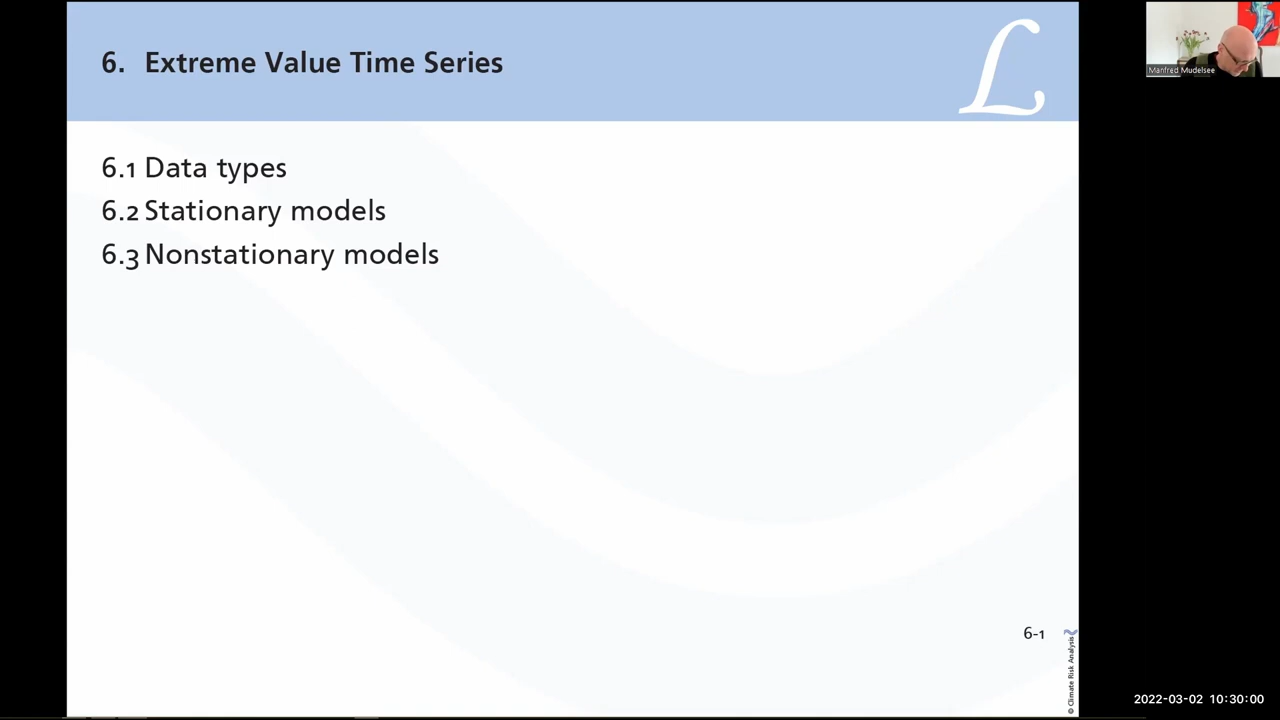 6. Extreme Value Time Series
ℒ
Manfred Mudelsee
6.1 Data types
6.2 Stationary models
6.3 Nonstationary models
6-1
© Climate Risk Analysis
2022-03-02 10:30:00